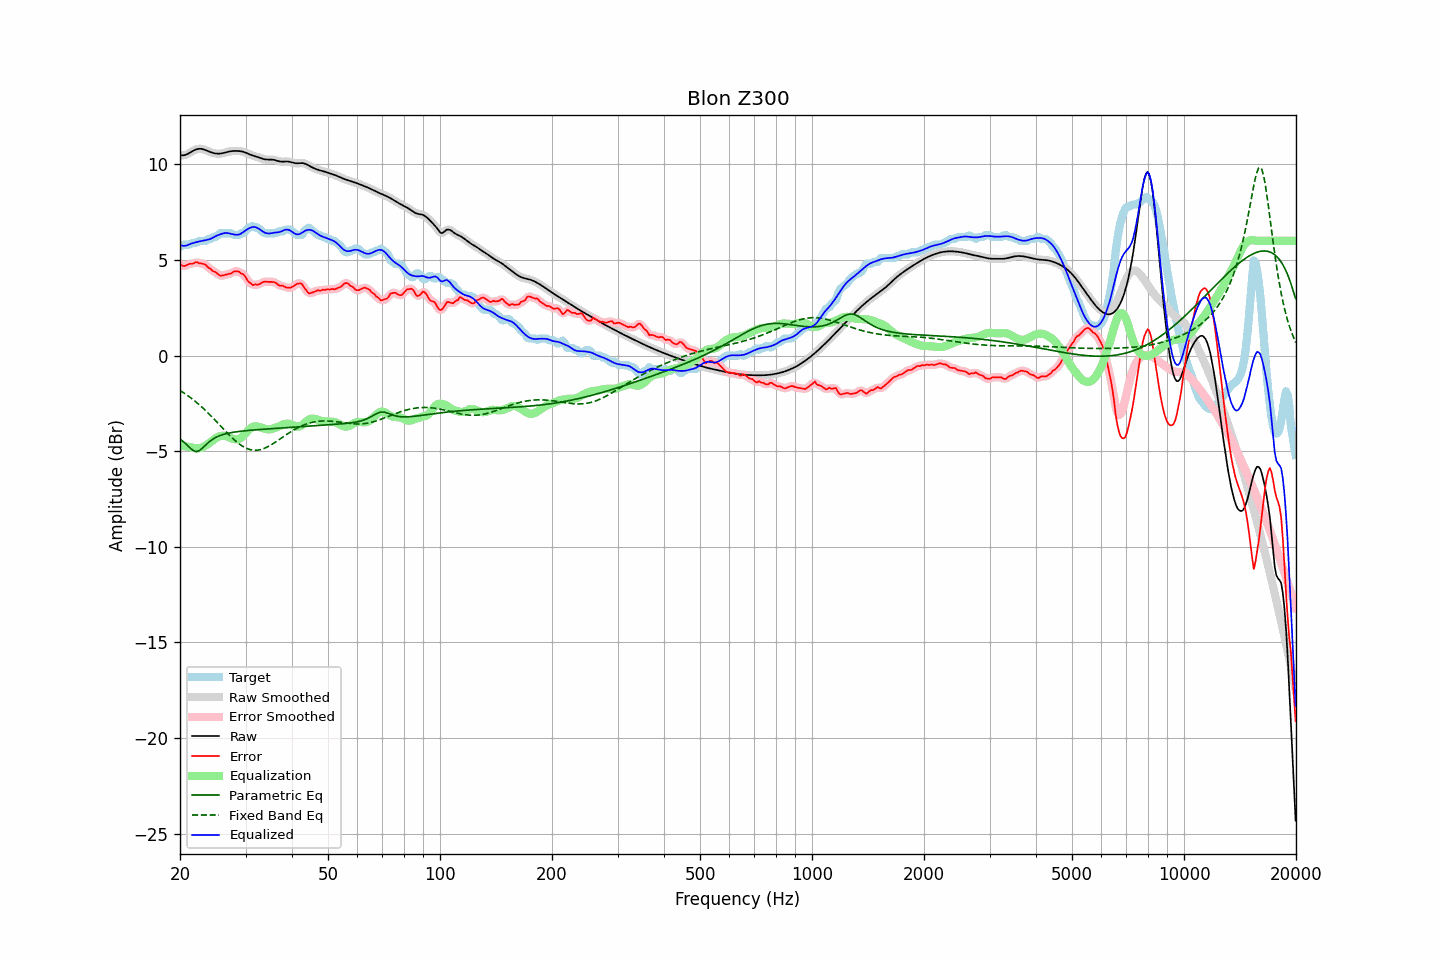 Blon Z300
Amplitude (dBr)
10
5
0
−5
−10
−15
−20
−25
Target
Raw Smoothed
Error Smoothed
Raw
Error
Equalization
Parametric Eq
Fixed Band Eq
Equalized
20 50 100 200 500 1000 2000 5000 10000 20000
Frequency (Hz)